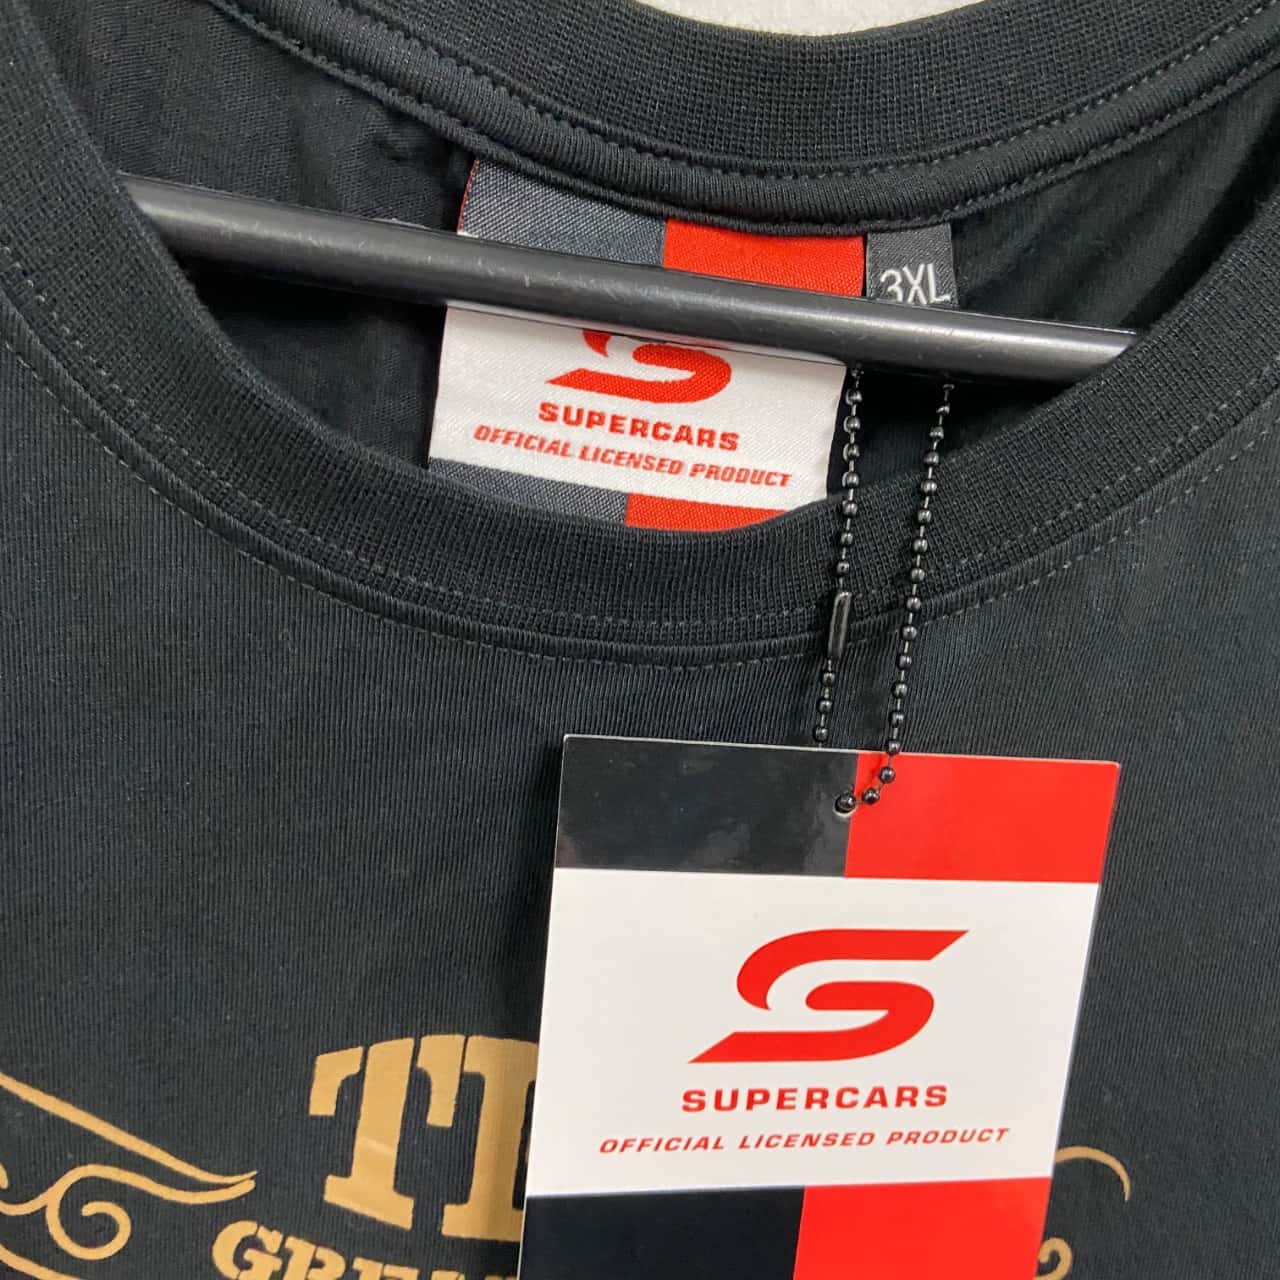 3XL
SUPERCARS
OFFICIAL LICENSED PRODUCT
SUPERCARS
OFFICIAL LICENSED PRODUCT